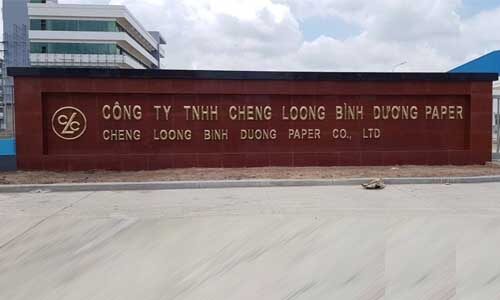 CÔNG TY TNHH CHENG LOONG BÌNH DƯƠNG PAPER
CHENG LOONG BINH DUONG PAPER CO., LTD